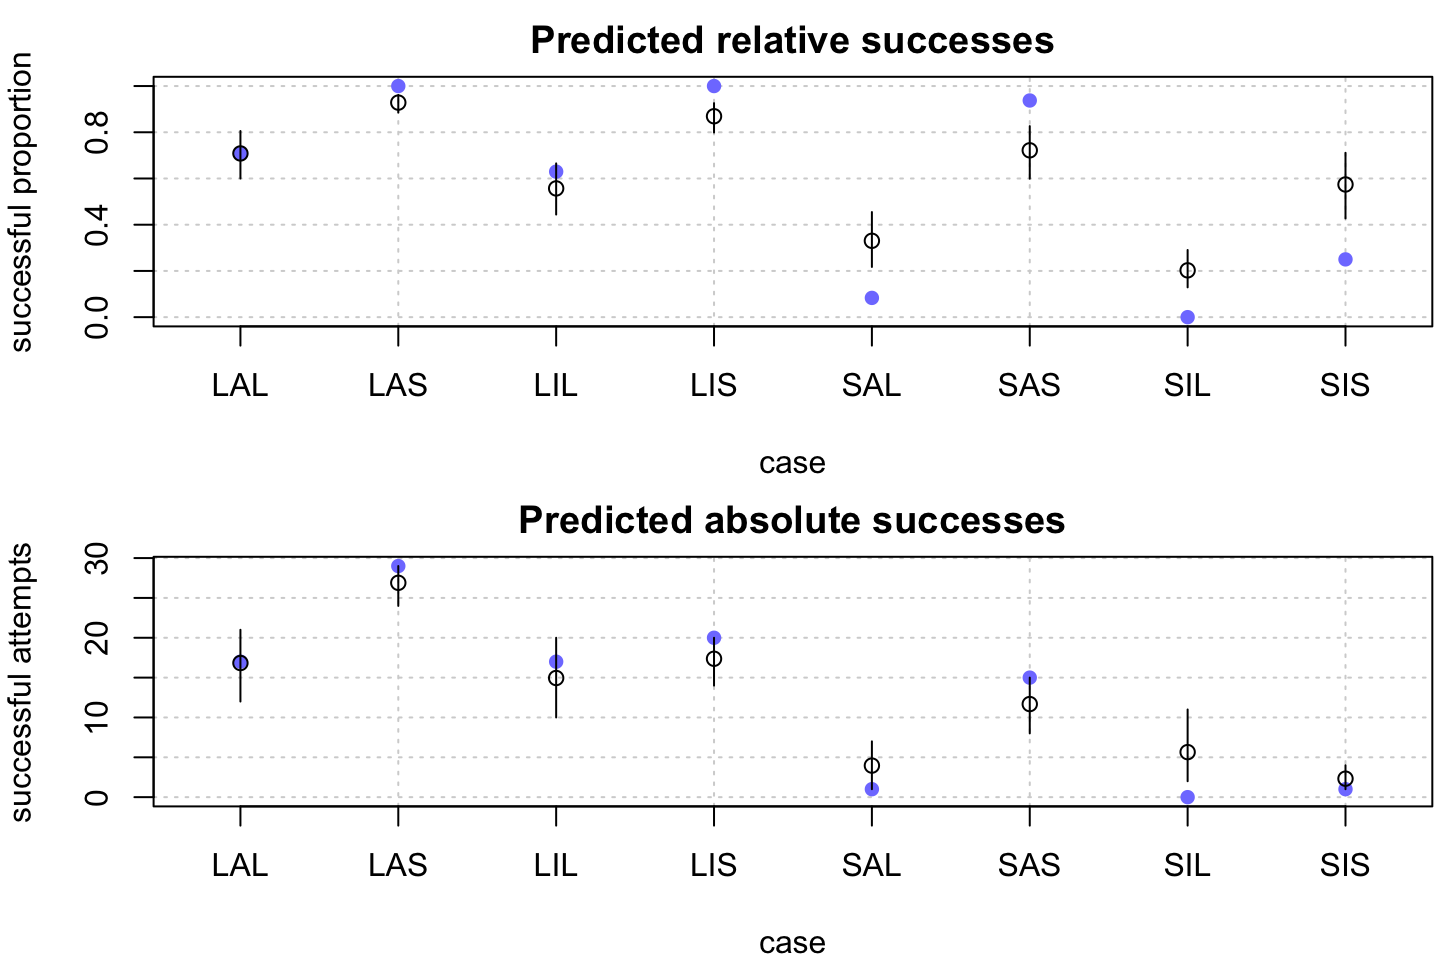 Predicted relative successes
successful proportion
0.8
0.4
0.0
LAL LAS LIL LIS SAL SAS SIL SIS
case
Predicted absolute successes
successful attempts
30
20
10
0
LAL LAS LIL LIS SAL SAS SIL SIS
case